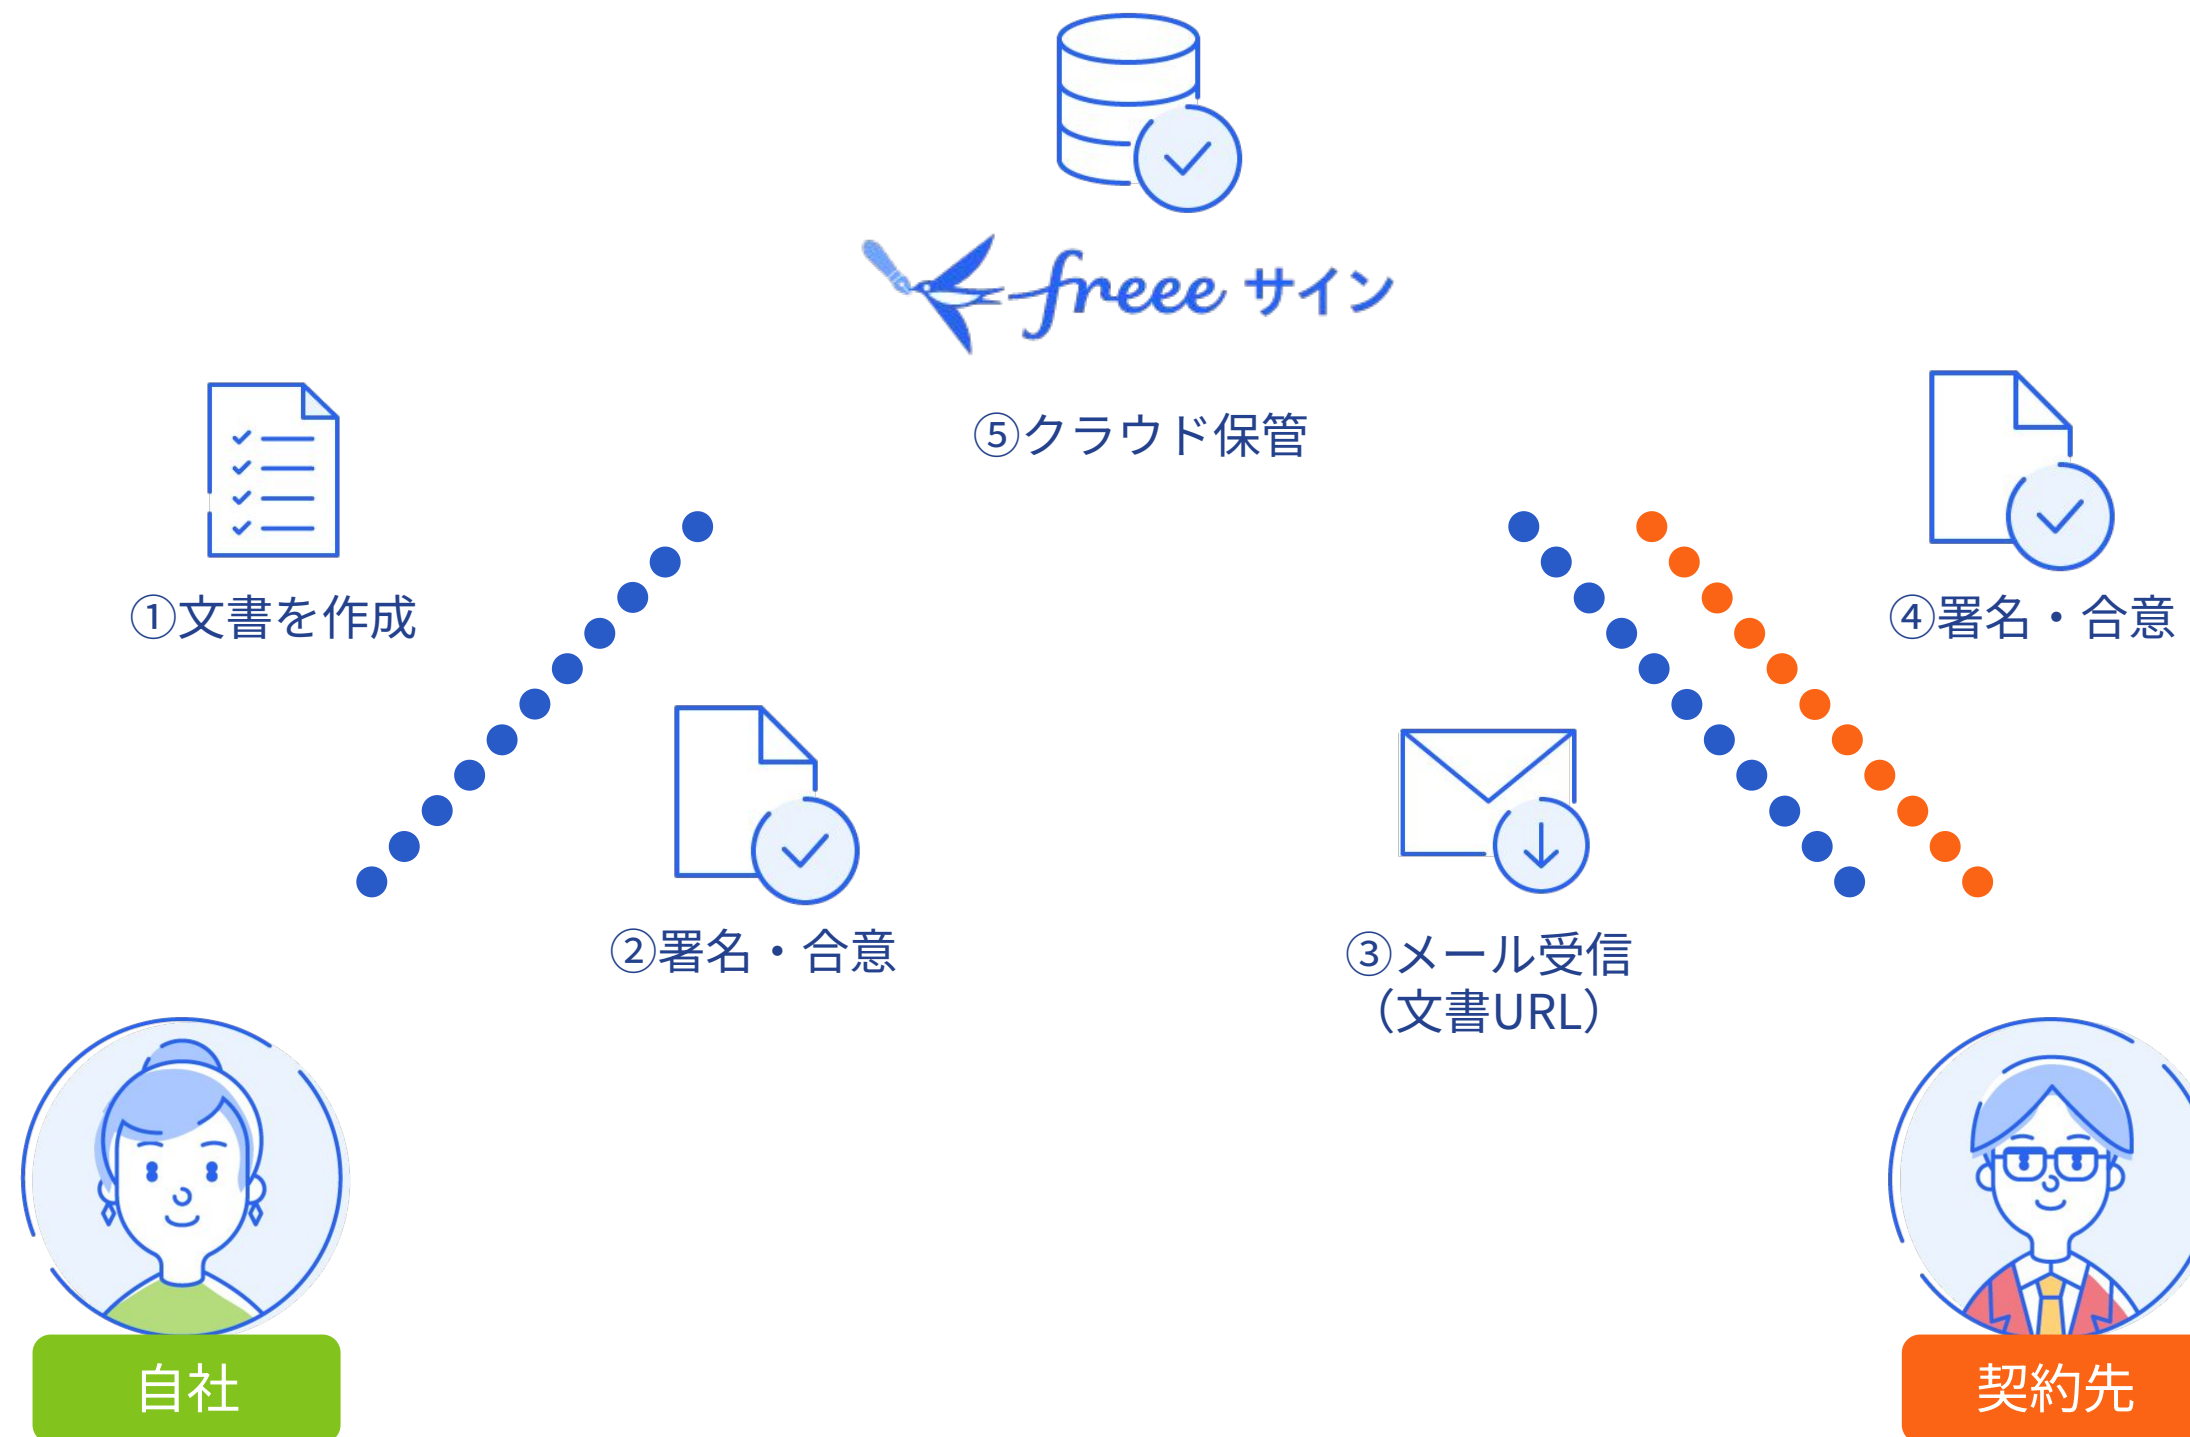 freee サイン
⑤クラウド保管
①文書を作成
④署名・合意
②署名・合意
③メール受信
（文書URL）
自社
契約先